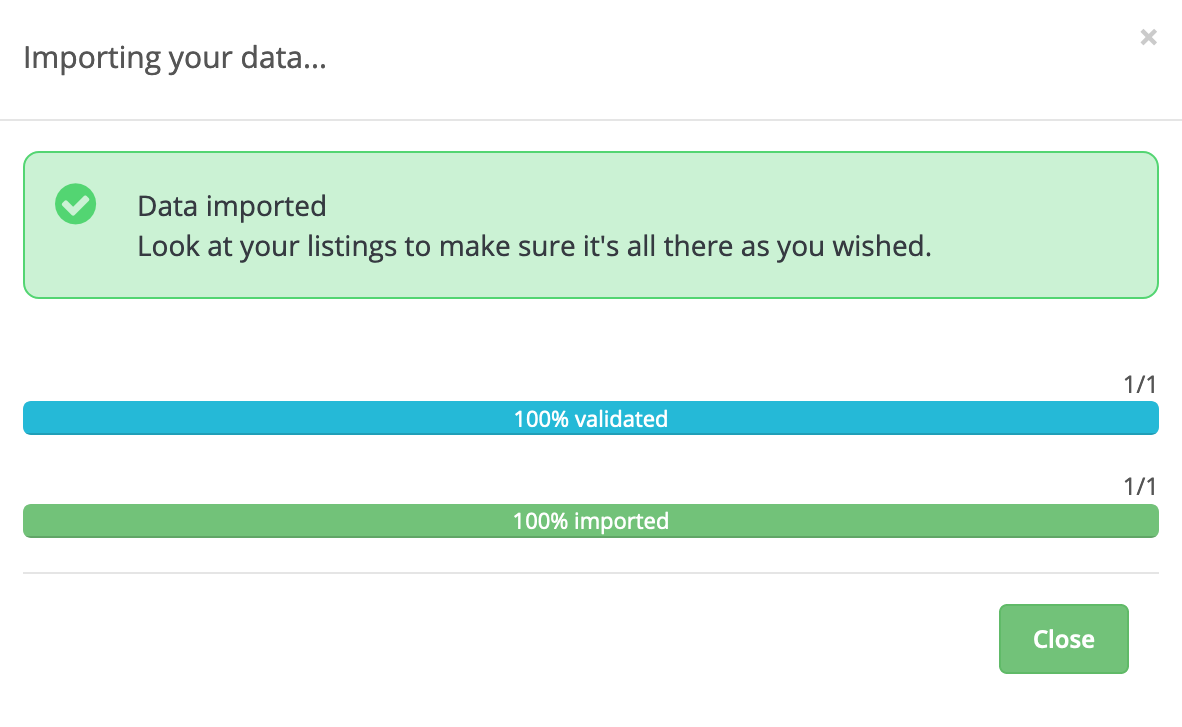 Importing your data...
×
Data imported
Look at your listings to make sure it's all there as you wished.
1/1
100% validated
1/1
100% imported
Close